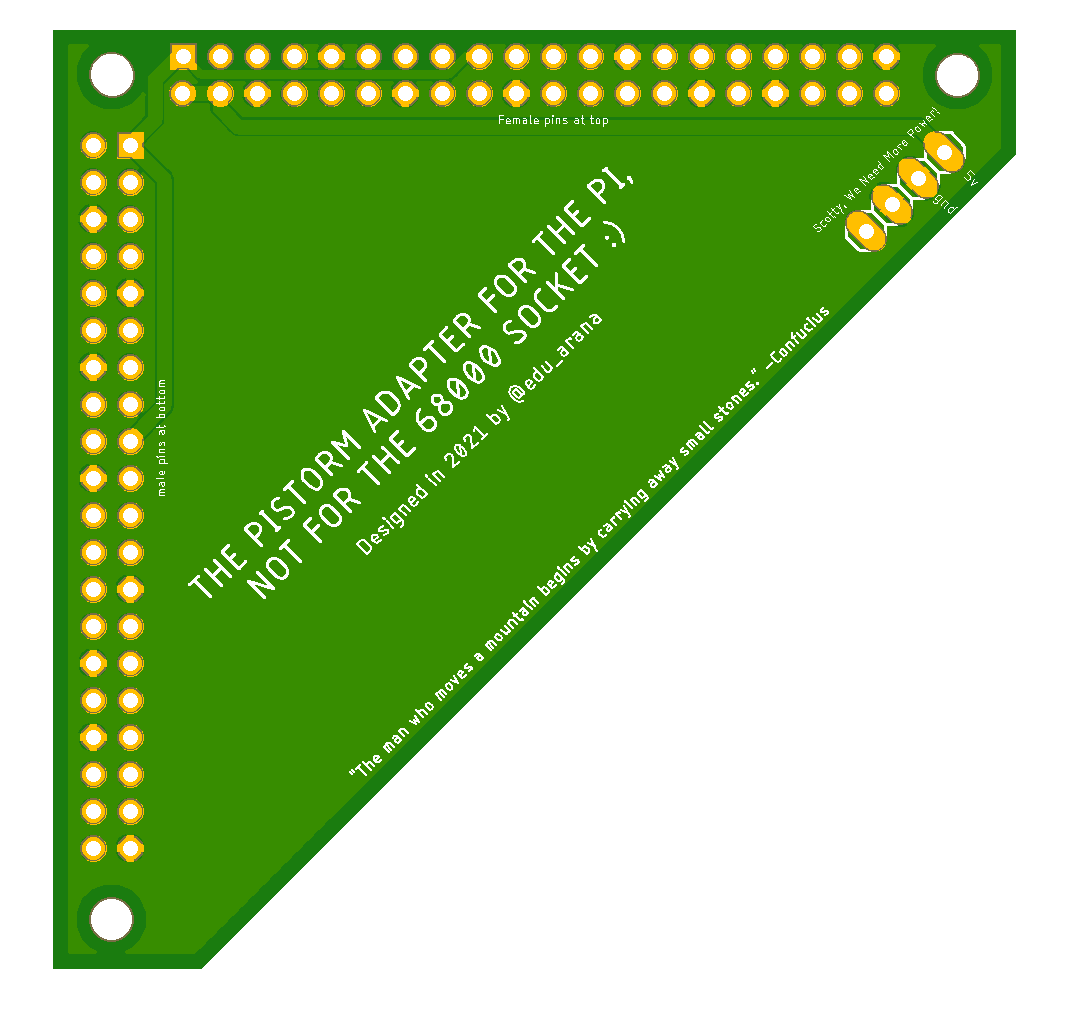 Female pins at top
Scotty, We Need More Power!
5v
gnd
male pins at bottom
THE PISTORM ADAPTER FOR THE PI,
NOT FOR THE 68000 SOCKET :)
Designed in 2021 by @edu_arana
"The man who moves a mountain begins by carrying away small stones." –Confucius